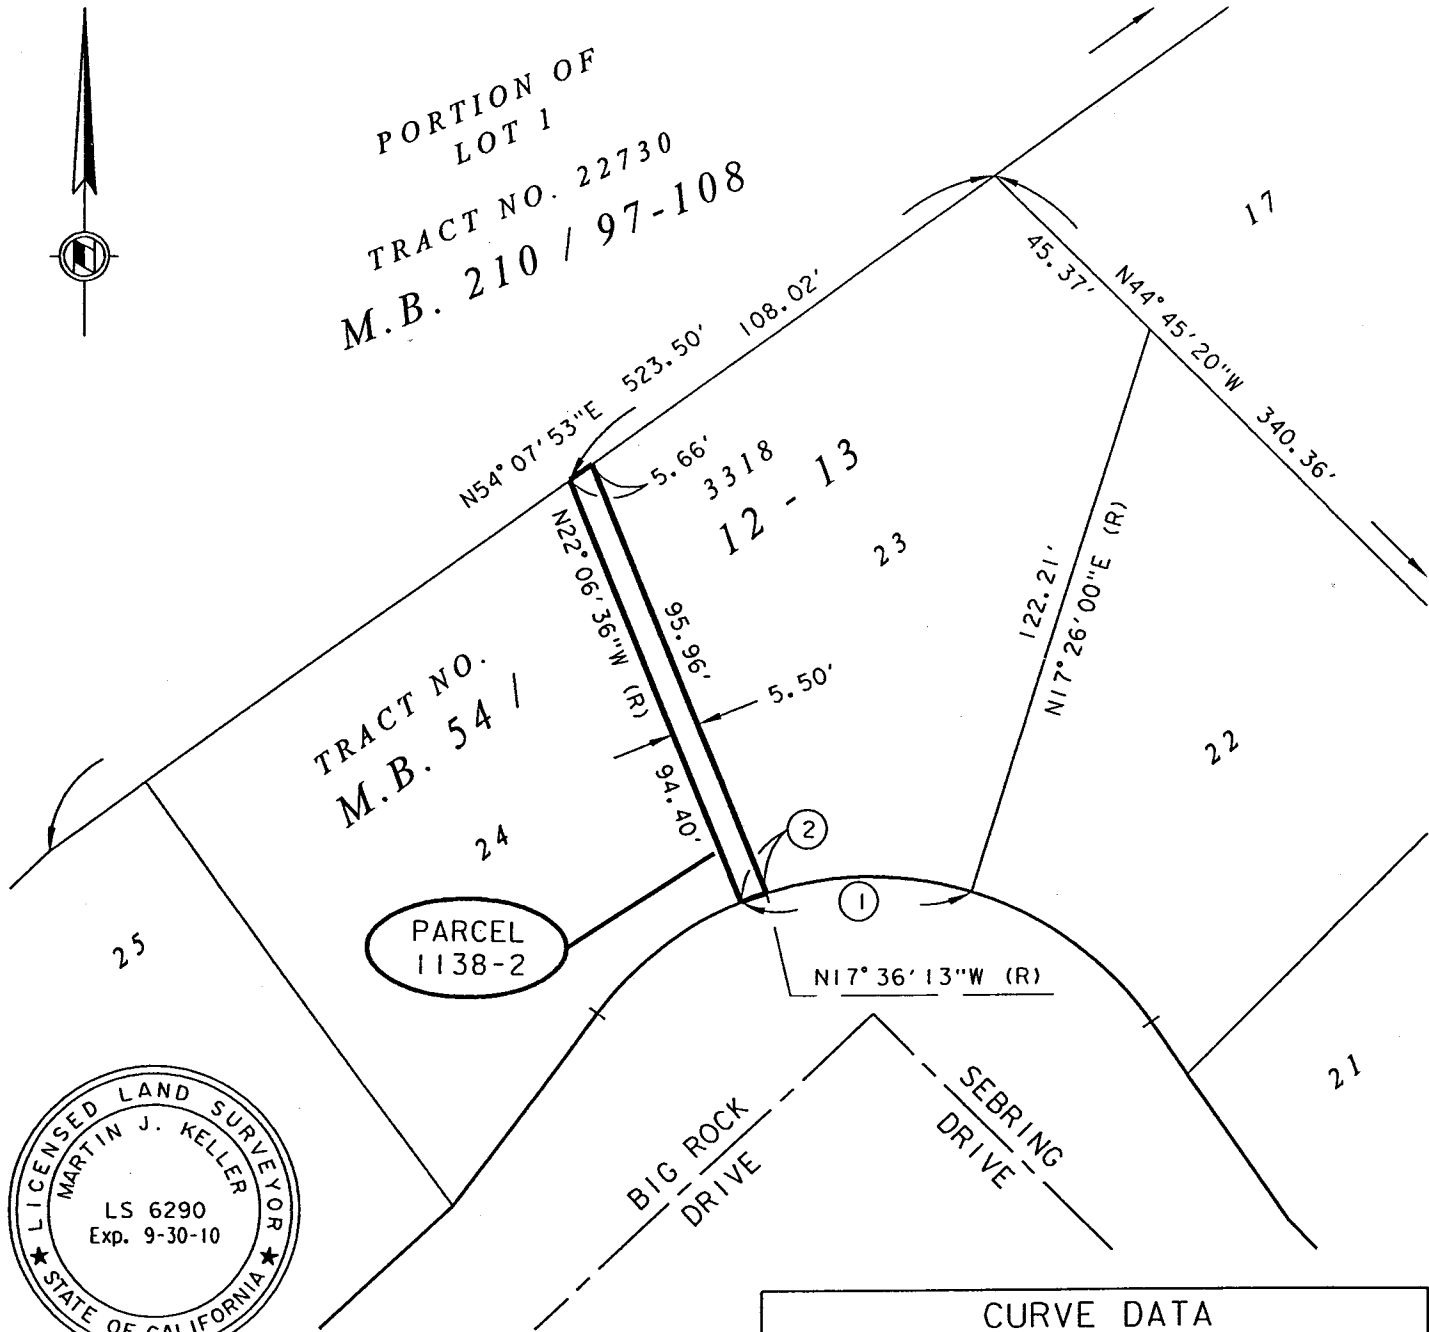 PORTION OF
LOT 1
TRACT NO. 22730
M.B. 210 / 97-108
17
45.37'
N44°45'20"W 340.36'
N54°07'53"E 523.50' 108.02'
5.66'
3318
12 - 13
23
N22°06'36"W (R)
95.96'
122.21'
N17°26'00"E (R)
5.50'
TRACT NO.
M.B. 54 /
94.40'
22
24
2
1
PARCEL
1138-2
25
N17°36'13"W (R)
21
BIG ROCK
DRIVE
SEBRING
DRIVE
LICENSED LAND SURVEYOR
MARTIN J. KELLER
LS 6290
Exp. 9-30-10
STATE OF CALIFORNIA
CURVE DATA